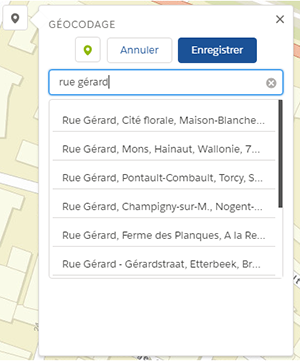 GÉOCODAGE
Annuler Enregistrer
rue gérard
Rue Gérard, Cité florale, Maison-Blanche...
Rue Gérard, Mons, Hainaut, Wallonie, 7...
Rue Gérard, Pontault-Combault, Torcy, S...
Rue Gérard, Champigny-sur-M., Nogent-...
Rue Gérard, Ferme des Planques, A la Re...
Rue Gérard - Gérardstraat, Etterbeek, Br...